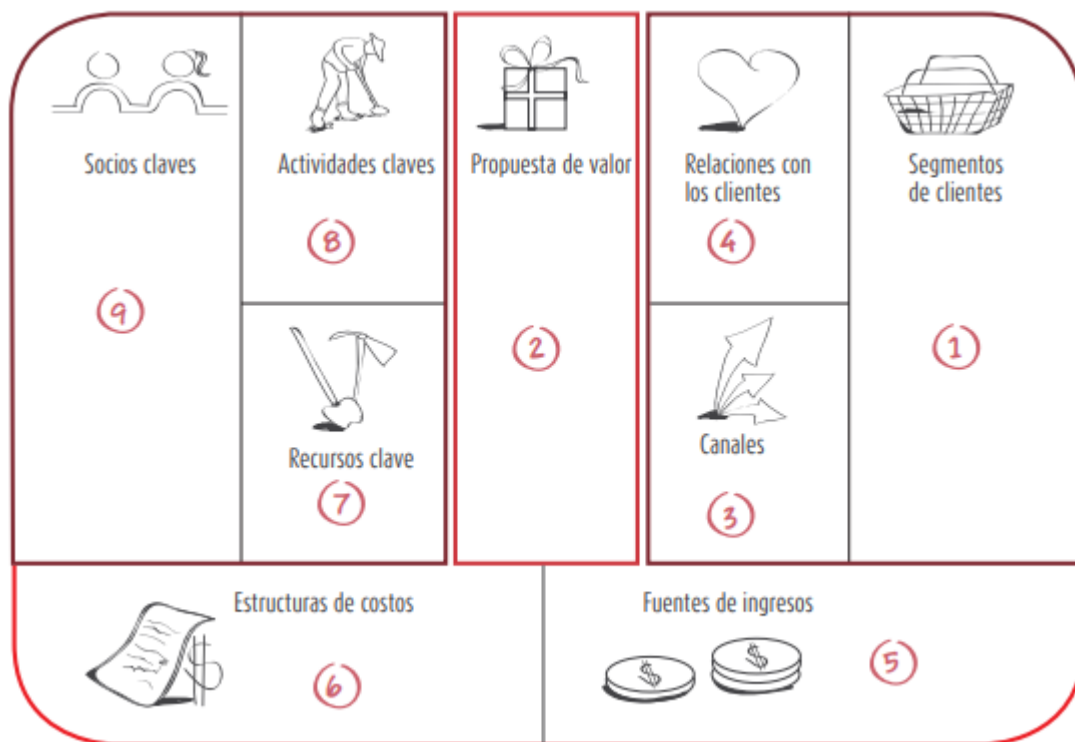 Socios claves
9
Actividades claves
8
Recursos clave
7
Propuesta de valor
2
Relaciones con
los clientes
4
Canales
3
Segmentos
de clientes
1
Estructuras de costos
6
Fuentes de ingresos
$
$
5